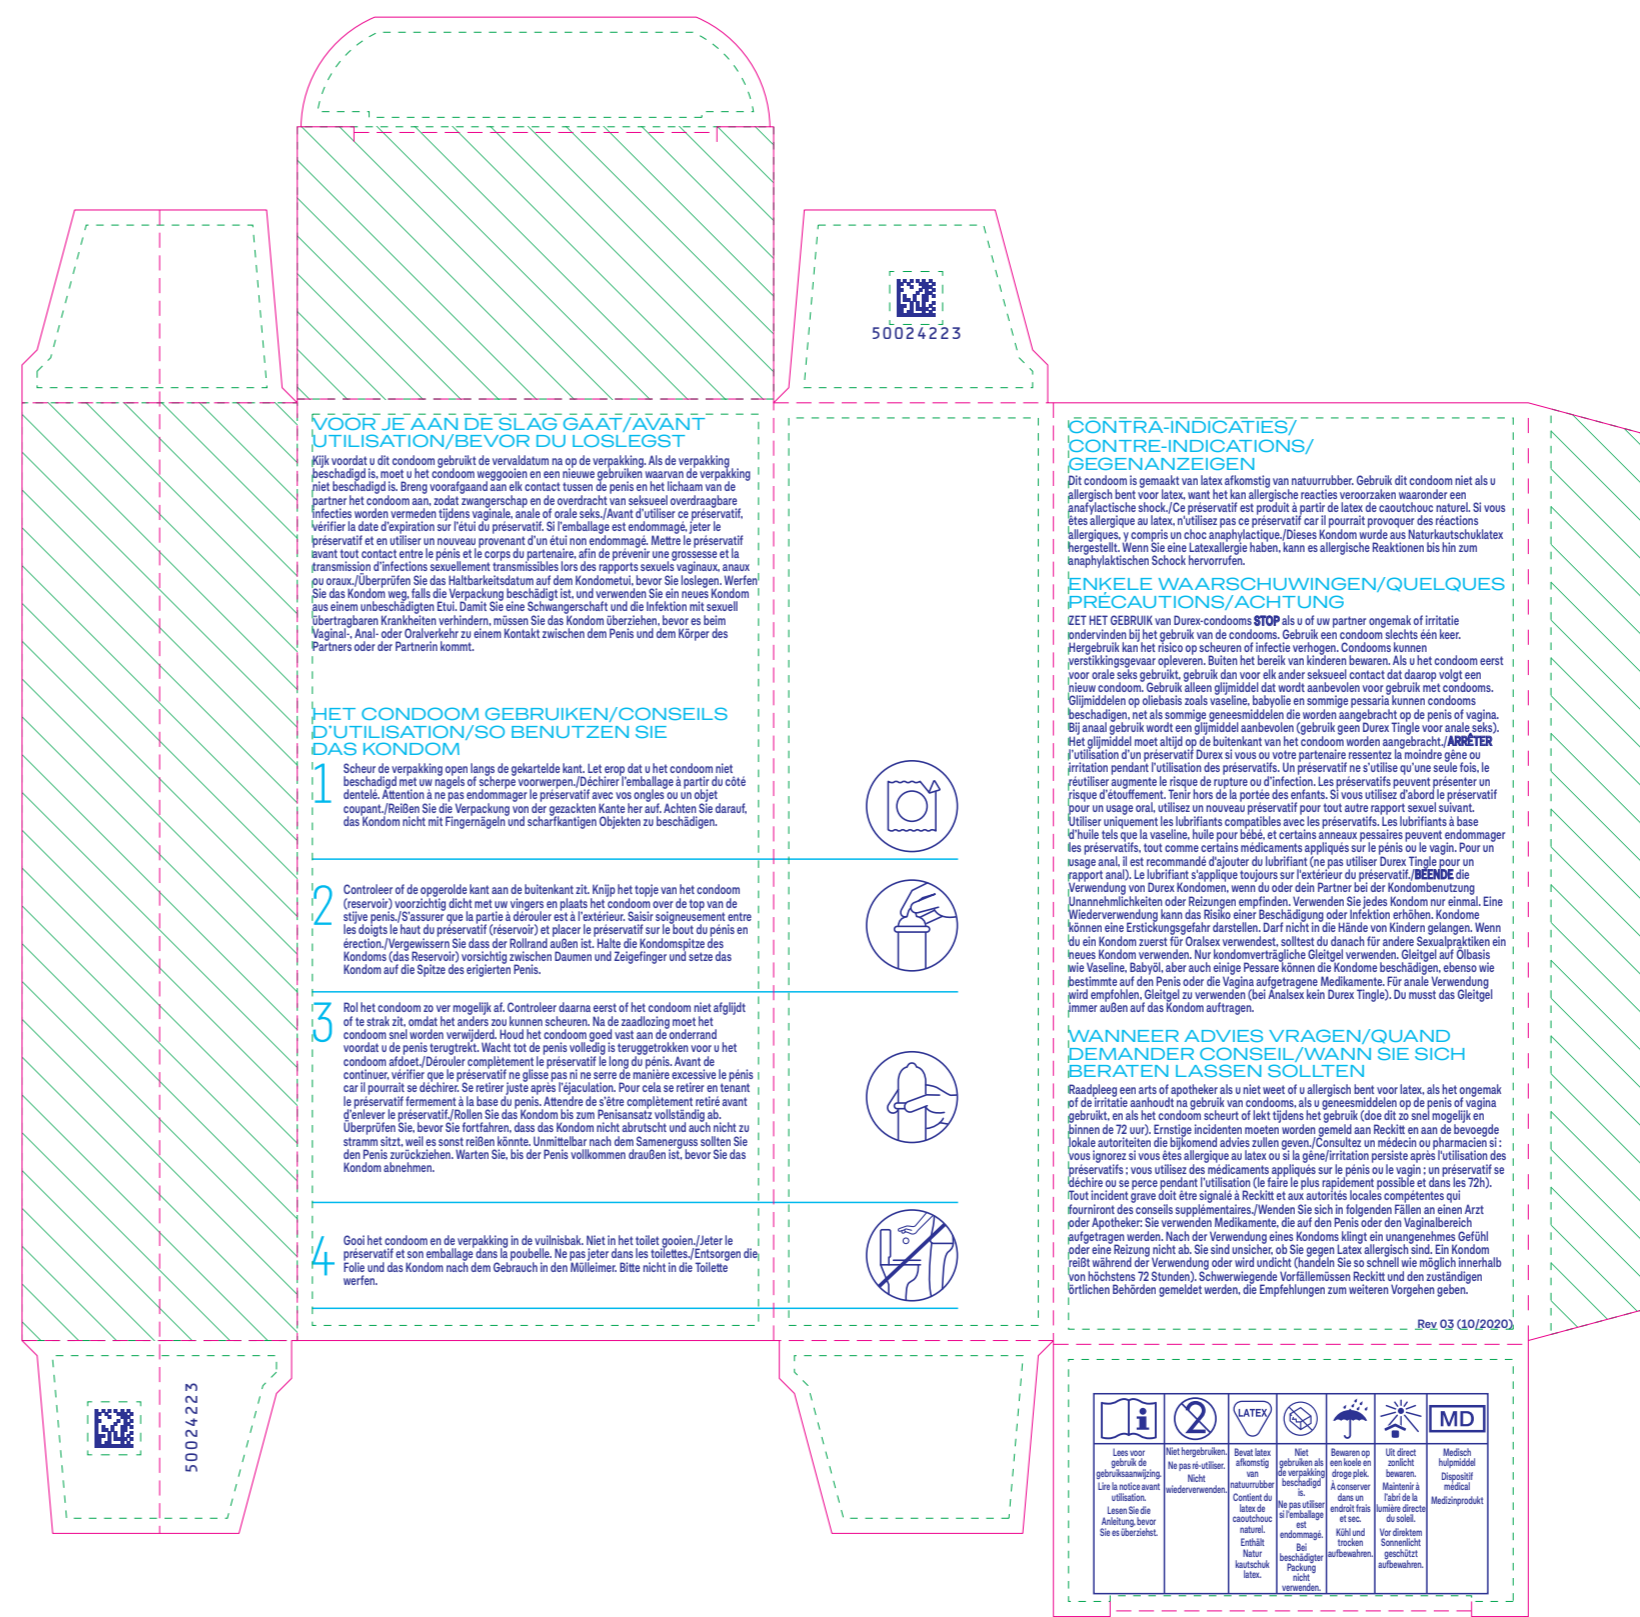 50024223
VOOR JE AAN DE SLAG GAAT/AVANT
UTILISATION/BEVOR DU LOSLEGST
Kijk voordat u dit condoom gebruikt de vervaldatum na op de verpakking. Als de verpakking
beschadigd is, moet u het condoom weggooien en een nieuwe gebruiken waarvan de verpakking
niet beschadigd is. Breng voorafgaand aan elk contact tussen de penis en het lichaam van de
partner het condoom aan, zodat zwangerschap en de overdracht van seksueel overdraagbare
infecties worden vermeden tijdens vaginale, anale of orale seks./Avant d'utiliser ce préservatif,
vérifier la date d'expiration sur l'étui du préservatif. Si l'emballage est endommagé, jeter le
préservatif et en utiliser un nouveau provenant d'un étui non endommagé. Mettre le préservatif
avant tout contact entre le pénis et le corps du partenaire, afin de prévenir une grossesse et la
transmission d'infections sexuellement transmissibles lors des rapports sexuels vaginaux, anaux
ou oraux./Überprüfen Sie das Haltbarkeitsdatum auf dem Kondometui, bevor Sie loslegen. Werfen
Sie das Kondom weg, falls die Verpackung beschädigt ist, und verwenden Sie ein neues Kondom
aus einem unbeschädigten Etui. Damit Sie eine Schwangerschaft und die Infektion mit sexuell
übertragbaren Krankheiten verhindern, müssen Sie das Kondom überziehen, bevor es beim
Vaginal-, Anal- oder Oralverkehr zu einem Kontakt zwischen dem Penis und dem Körper des
Partners oder der Partnerin kommt.
HET CONDOOM GEBRUIKEN/CONSEILS
D'UTILISATION/SO BENUTZEN SIE
DAS KONDOM
1
Scheur de verpakking open langs de gekartelde kant. Let erop dat u het condoom niet
beschadigd met uw nagels of scherpe voorwerpen./Déchirer l'emballage à partir du côté
dentelé. Attention à ne pas endommager le préservatif avec vos ongles ou un objet
coupant./Reißen Sie die Verpackung von der gezackten Kante her auf. Achten Sie darauf,
das Kondom nicht mit Fingernägeln und scharfkantigen Objekten zu beschädigen.
2
Controleer of de opgerolde kant aan de buitenkant zit. Knijp het topje van het condoom
(reservoir) voorzichtig dicht met uw vingers en plaats het condoom over de top van de
stijve penis./S'assurer que la partie à dérouler est à l'extérieur. Saisir soigneusement entre
les doigts le haut du préservatif (réservoir) et placer le préservatif sur le bout du pénis en
érection./Vergewissern Sie dass der Rollrand außen ist. Halte die Kondomspitze des
Kondoms (das Reservoir) vorsichtig zwischen Daumen und Zeigefinger und setze das
Kondom auf die Spitze des erigierten Penis.
3
Rol het condoom zo ver mogelijk af. Controleer daarna eerst of het condoom niet afglijdt
of te strak zit, omdat het anders zou kunnen scheuren. Na de zaadlozing moet het
condoom snel worden verwijderd. Houd het condoom goed vast aan de onderrand
voordat u de penis terugtrekt. Wacht tot de penis volledig is teruggetrokken voor u het
condoom afdoet./Dérouler complètement le préservatif le long du pénis. Avant de
continuer, vérifier que le préservatif ne glisse pas ni ne serre de manière excessive le pénis
car il pourrait se déchirer. Se retirer juste après l'éjaculation. Pour cela se retirer en tenant
le préservatif fermement à la base du penis. Attendre de s'être complètement retiré avant
d'enlever le préservatif./Rollen Sie das Kondom bis zum Penisansatz vollständig ab.
Überprüfen Sie, bevor Sie fortfahren, dass das Kondom nicht abrutscht und auch nicht zu
stramm sitzt, weil es sonst reißen könnte. Unmittelbar nach dem Samenerguss sollten Sie
den Penis zurückziehen. Warten Sie, bis der Penis vollkommen draußen ist, bevor Sie das
Kondom abnehmen.
4
Gooi het condoom en de verpakking in de vuilnisbak. Niet in het toilet gooien./Jeter le
préservatif et son emballage dans la poubelle. Ne pas jeter dans les toilettes./Entsorgen die
Folie und das Kondom nach dem Gebrauch in den Mülleimer. Bitte nicht in die Toilette
werfen.
CONTRA-INDICATIES/
CONTRE-INDICATIONS/
GEGENANZEIGEN
Dit condoom is gemaakt van latex afkomstig van natuurrubber. Gebruik dit condoom niet als u
allergisch bent voor latex, want het kan allergische reacties veroorzaken waaronder een
anafylactische shock./Ce préservatif est produit à partir de latex de caoutchouc naturel. Si vous
êtes allergique au latex, n'utilisez pas ce préservatif car il pourrait provoquer des réactions
allergiques, y compris un choc anaphylactique./Dieses Kondom wurde aus Naturkautschuklatex
hergestellt. Wenn Sie eine Latexallergie haben, kann es allergische Reaktionen bis hin zum
anaphylaktischen Schock hervorrufen.
ENKELE WAARSCHUWINGEN/QUELQUES
PRÉCAUTIONS/ACHTUNG
ZET HET GEBRUIK van Durex-condooms STOP als u of uw partner ongemak of irritatie
ondervinden bij het gebruik van de condooms. Gebruik een condoom slechts één keer.
Hergebruik kan het risico op scheuren of infectie verhogen. Condooms kunnen
verstikkingsgevaar opleveren. Buiten het bereik van kinderen bewaren. Als u het condoom eerst
voor orale seks gebruikt, gebruik dan voor elk ander seksueel contact dat daarop volgt een
nieuw condoom. Gebruik alleen glijmiddel dat wordt aanbevolen voor gebruik met condooms.
Glijmiddelen op oliebasis zoals vaseline, babyolie en sommige pessaria kunnen condooms
beschadigen, net als sommige geneesmiddelen die worden aangebracht op de penis of vagina.
Bij anaal gebruik wordt een glijmiddel aanbevolen (gebruik geen Durex Tingle voor anale seks).
Het glijmiddel moet altijd op de buitenkant van het condoom worden aangebracht./ARRÊTER
l'utilisation d'un préservatif Durex si vous ou votre partenaire ressentez la moindre gêne ou
irritation pendant l'utilisation des préservatifs. Un préservatif ne s'utilise qu'une seule fois, le
réutiliser augmente le risque de rupture ou d'infection. Les préservatifs peuvent présenter un
risque d'étouffement. Tenir hors de la portée des enfants. Si vous utilisez d'abord le préservatif
pour un usage oral, utilisez un nouveau préservatif pour tout autre rapport sexuel suivant.
Utiliser uniquement les lubrifiants compatibles avec les préservatifs. Les lubrifiants à base
d'huile tels que la vaseline, huile pour bébé, et certains anneaux pessaires peuvent endommager
les préservatifs, tout comme certains médicaments appliqués sur le pénis ou le vagin. Pour un
usage anal, il est recommandé d'ajouter du lubrifiant (ne pas utiliser Durex Tingle pour un
rapport anal). Le lubrifiant s'applique toujours sur l'extérieur du préservatif./BEENDE die
Verwendung von Durex Kondomen, wenn du oder dein Partner bei der Kondombenutzung
Unannehmlichkeiten oder Reizungen empfinden. Verwenden Sie jedes Kondom nur einmal. Eine
Wiederverwendung kann das Risiko einer Beschädigung oder Infektion erhöhen. Kondome
können eine Erstickungsgefahr darstellen. Darf nicht in die Hände von Kindern gelangen. Wenn
du ein Kondom zuerst für Oralsex verwendest, solltest du danach für andere Sexualpraktiken ein
neues Kondom verwenden. Nur kondomverträgliche Gleitgel verwenden. Gleitgel auf Ölbasis
wie Vaseline, Babyöl, aber auch einige Pessare können die Kondome beschädigen, ebenso wie
bestimmte auf den Penis oder die Vagina aufgetragene Medikamente. Für anale Verwendung
wird empfohlen, Gleitgel zu verwenden (bei Analsex kein Durex Tingle). Du musst das Gleitgel
immer außen auf das Kondom auftragen.
WANNEER ADVIES VRAGEN/QUAND
DEMANDER CONSEIL/WANN SIE SICH
BERATEN LASSEN SOLLTEN
Raadpleeg een arts of apotheker als u niet weet of u allergisch bent voor latex, als het ongemak
of de irritatie aanhoudt na gebruik van condooms, als u geneesmiddelen op de penis of vagina
gebruikt, en als het condoom scheurt of lekt tijdens het gebruik (doe dit zo snel mogelijk en
binnen de 72 uur). Ernstige incidenten moeten worden gemeld aan Reckitt en aan de bevoegde
lokale autoriteiten die bijkomend advies zullen geven./Consultez un médecin ou pharmacien si :
vous ignorez si vous êtes allergique au latex ou si la gêne/irritation persiste après l'utilisation des
préservatifs ; vous utilisez des médicaments appliqués sur le pénis ou le vagin ; un préservatif se
déchire ou se perce pendant l'utilisation (le faire le plus rapidement possible et dans les 72h).
Tout incident grave doit être signalé à Reckitt et aux autorités locales compétentes qui
fourniront des conseils supplémentaires./Wenden Sie sich in folgenden Fällen an einen Arzt
oder Apotheker: Sie verwenden Medikamente, die auf den Penis oder den Vaginalbereich
aufgetragen werden. Nach der Verwendung eines Kondoms klingt ein unangenehmes Gefühl
oder eine Reizung nicht ab. Sie sind unsicher, ob Sie gegen Latex allergisch sind. Ein Kondom
reißt während der Verwendung oder wird undicht (handeln Sie so schnell wie möglich innerhalb
von höchstens 72 Stunden). Schwerwiegende Vorfällemüssen Reckitt und den zuständigen
örtlichen Behörden gemeldet werden, die Empfehlungen zum weiteren Vorgehen geben.
Rev 03 (10/2020)
50024223
i
2
LATEX
MD
Lees voor
gebruik de
gebruiksaanwijzing.
Lire la notice avant
utilisation.
Lesen Sie die
Anleitung, bevor
Sie es überziehst.
Niet hergebruiken.
Ne pas ré-utiliser.
Nicht
wiederverwenden.
Bevat latex
afkomstig
van
natuurrubber
Contient du
latex de
caoutchouc
naturel.
Enthält
Natur
kautschuk
latex.
Niet
gebruiken als
de verpakking
beschadigd
is.
Ne pas utiliser
si l'emballage
est
endommagé.
Bei
beschädigter
Packung
nicht
verwenden.
Bewaren op
een koele en
droge plek.
À conserver
dans un
endroit frais
et sec.
Kühl und
trocken
aufbewahren.
Uit direct
zonlicht
bewaren.
Maintenir à
l'abri de la
lumière directe
du soleil.
Vor direktem
Sonnenlicht
geschützt
aufbewahren.
Medisch
hulpmiddel
Dispositif
médical
Medizinprodukt